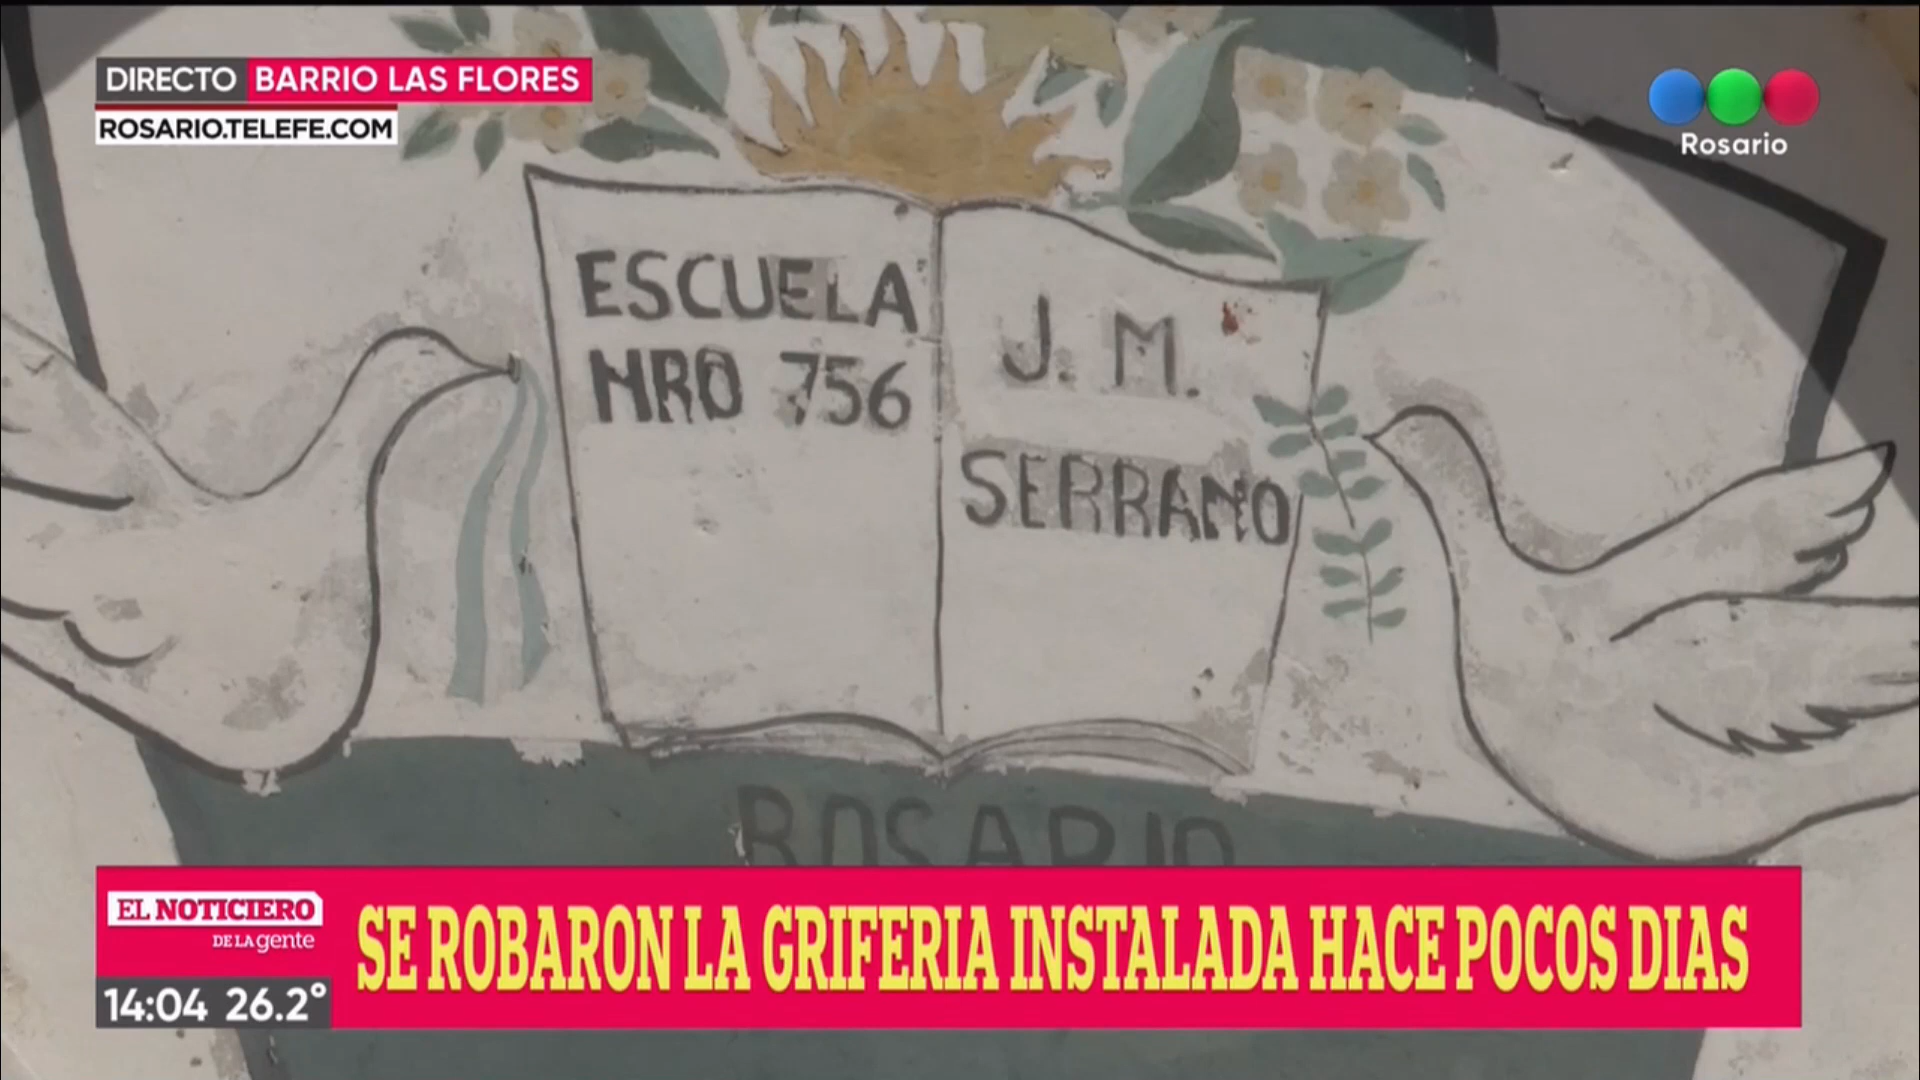 DIRECTO BARRIO LAS FLORES
ROSARIO.TELEFE.COM
Rosario
ESCUELA
NRO 756
J. M.
SERRANO
ROSARIO
EL NOTICIERO
DE LA gente
SE ROBARON LA GRIFERIA INSTALADA HACE POCOS DIAS
14:04 26.2°